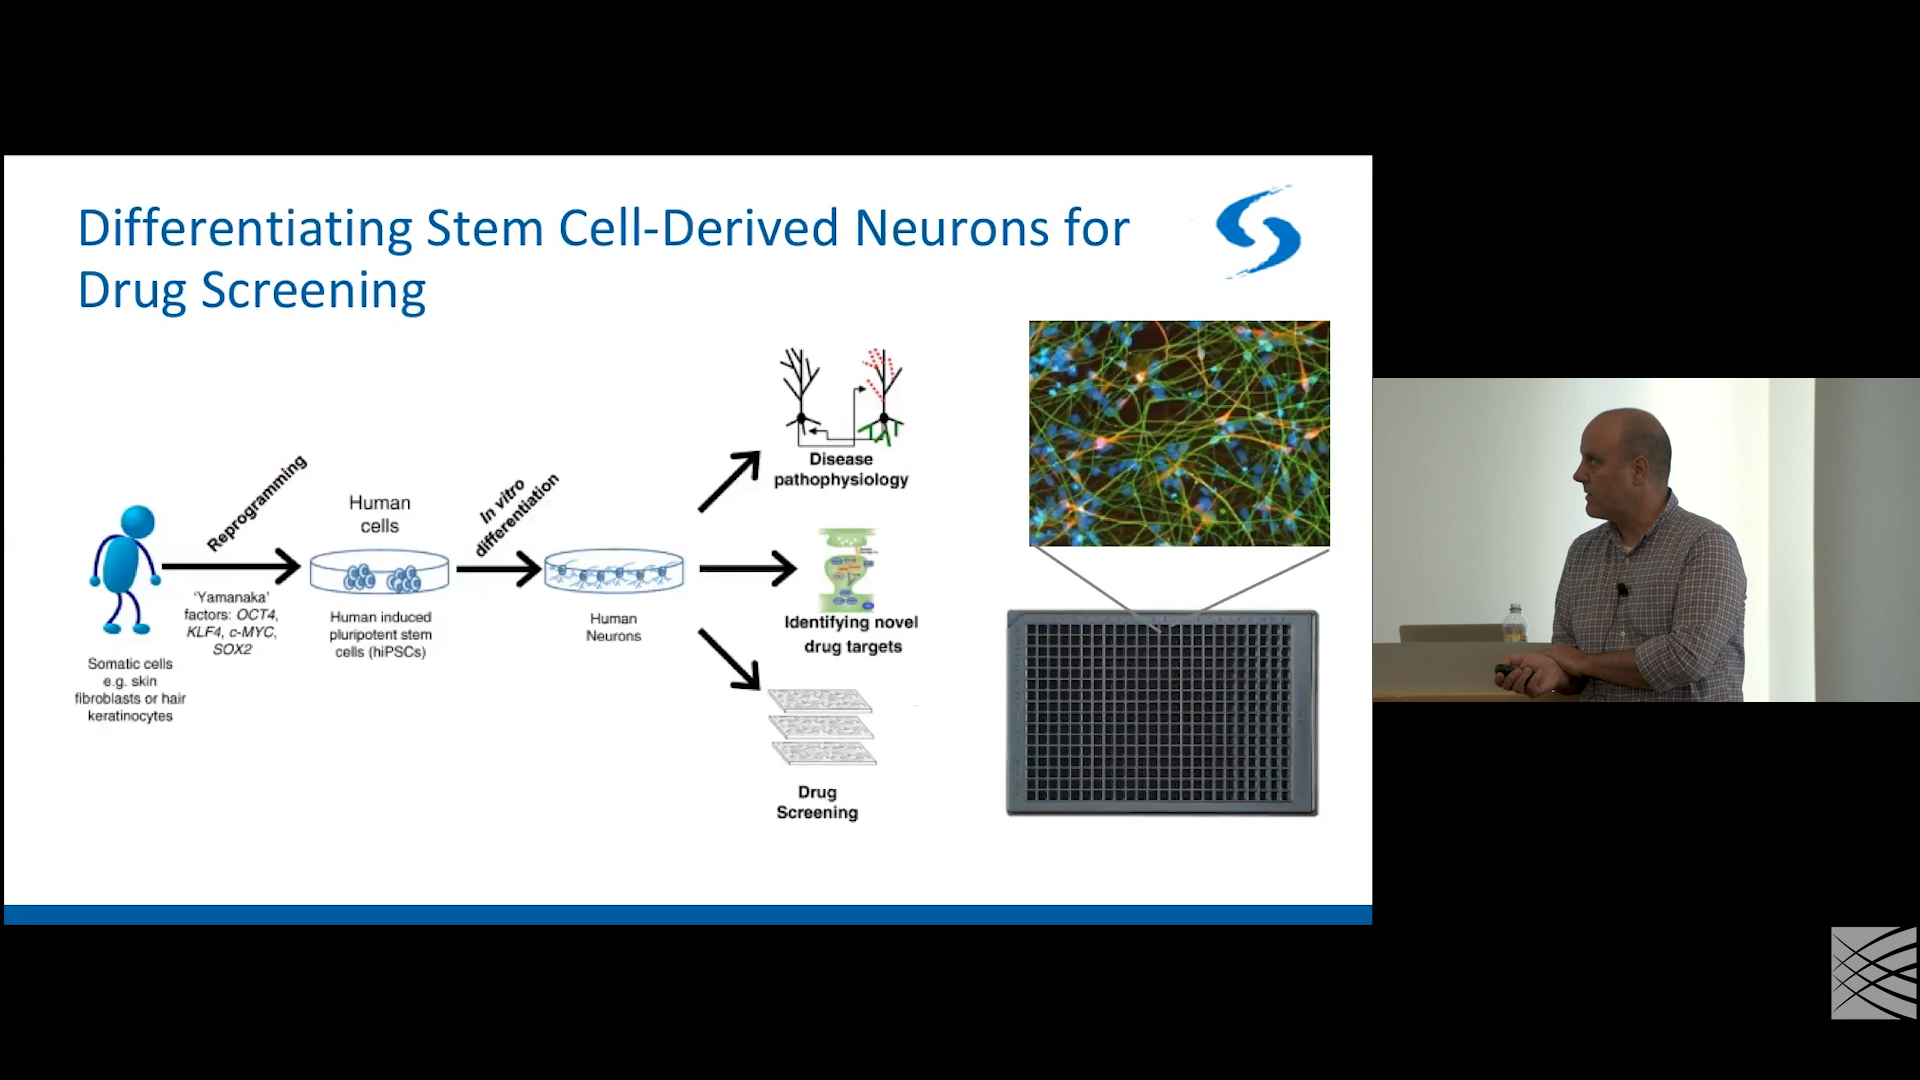 Differentiating Stem Cell-Derived Neurons for
Drug Screening
Reprogramming
'Yamanaka'
factors: OCT4,
KLF4, c-MYC,
SOX2
Somatic cells
e.g. skin
fibroblasts or hair
keratinocytes
Human
cells
Human induced
pluripotent stem
cells (hiPSCs)
In vitro
differentiation
Human
Neurons
Disease
pathophysiology
Identifying novel
drug targets
Drug
Screening